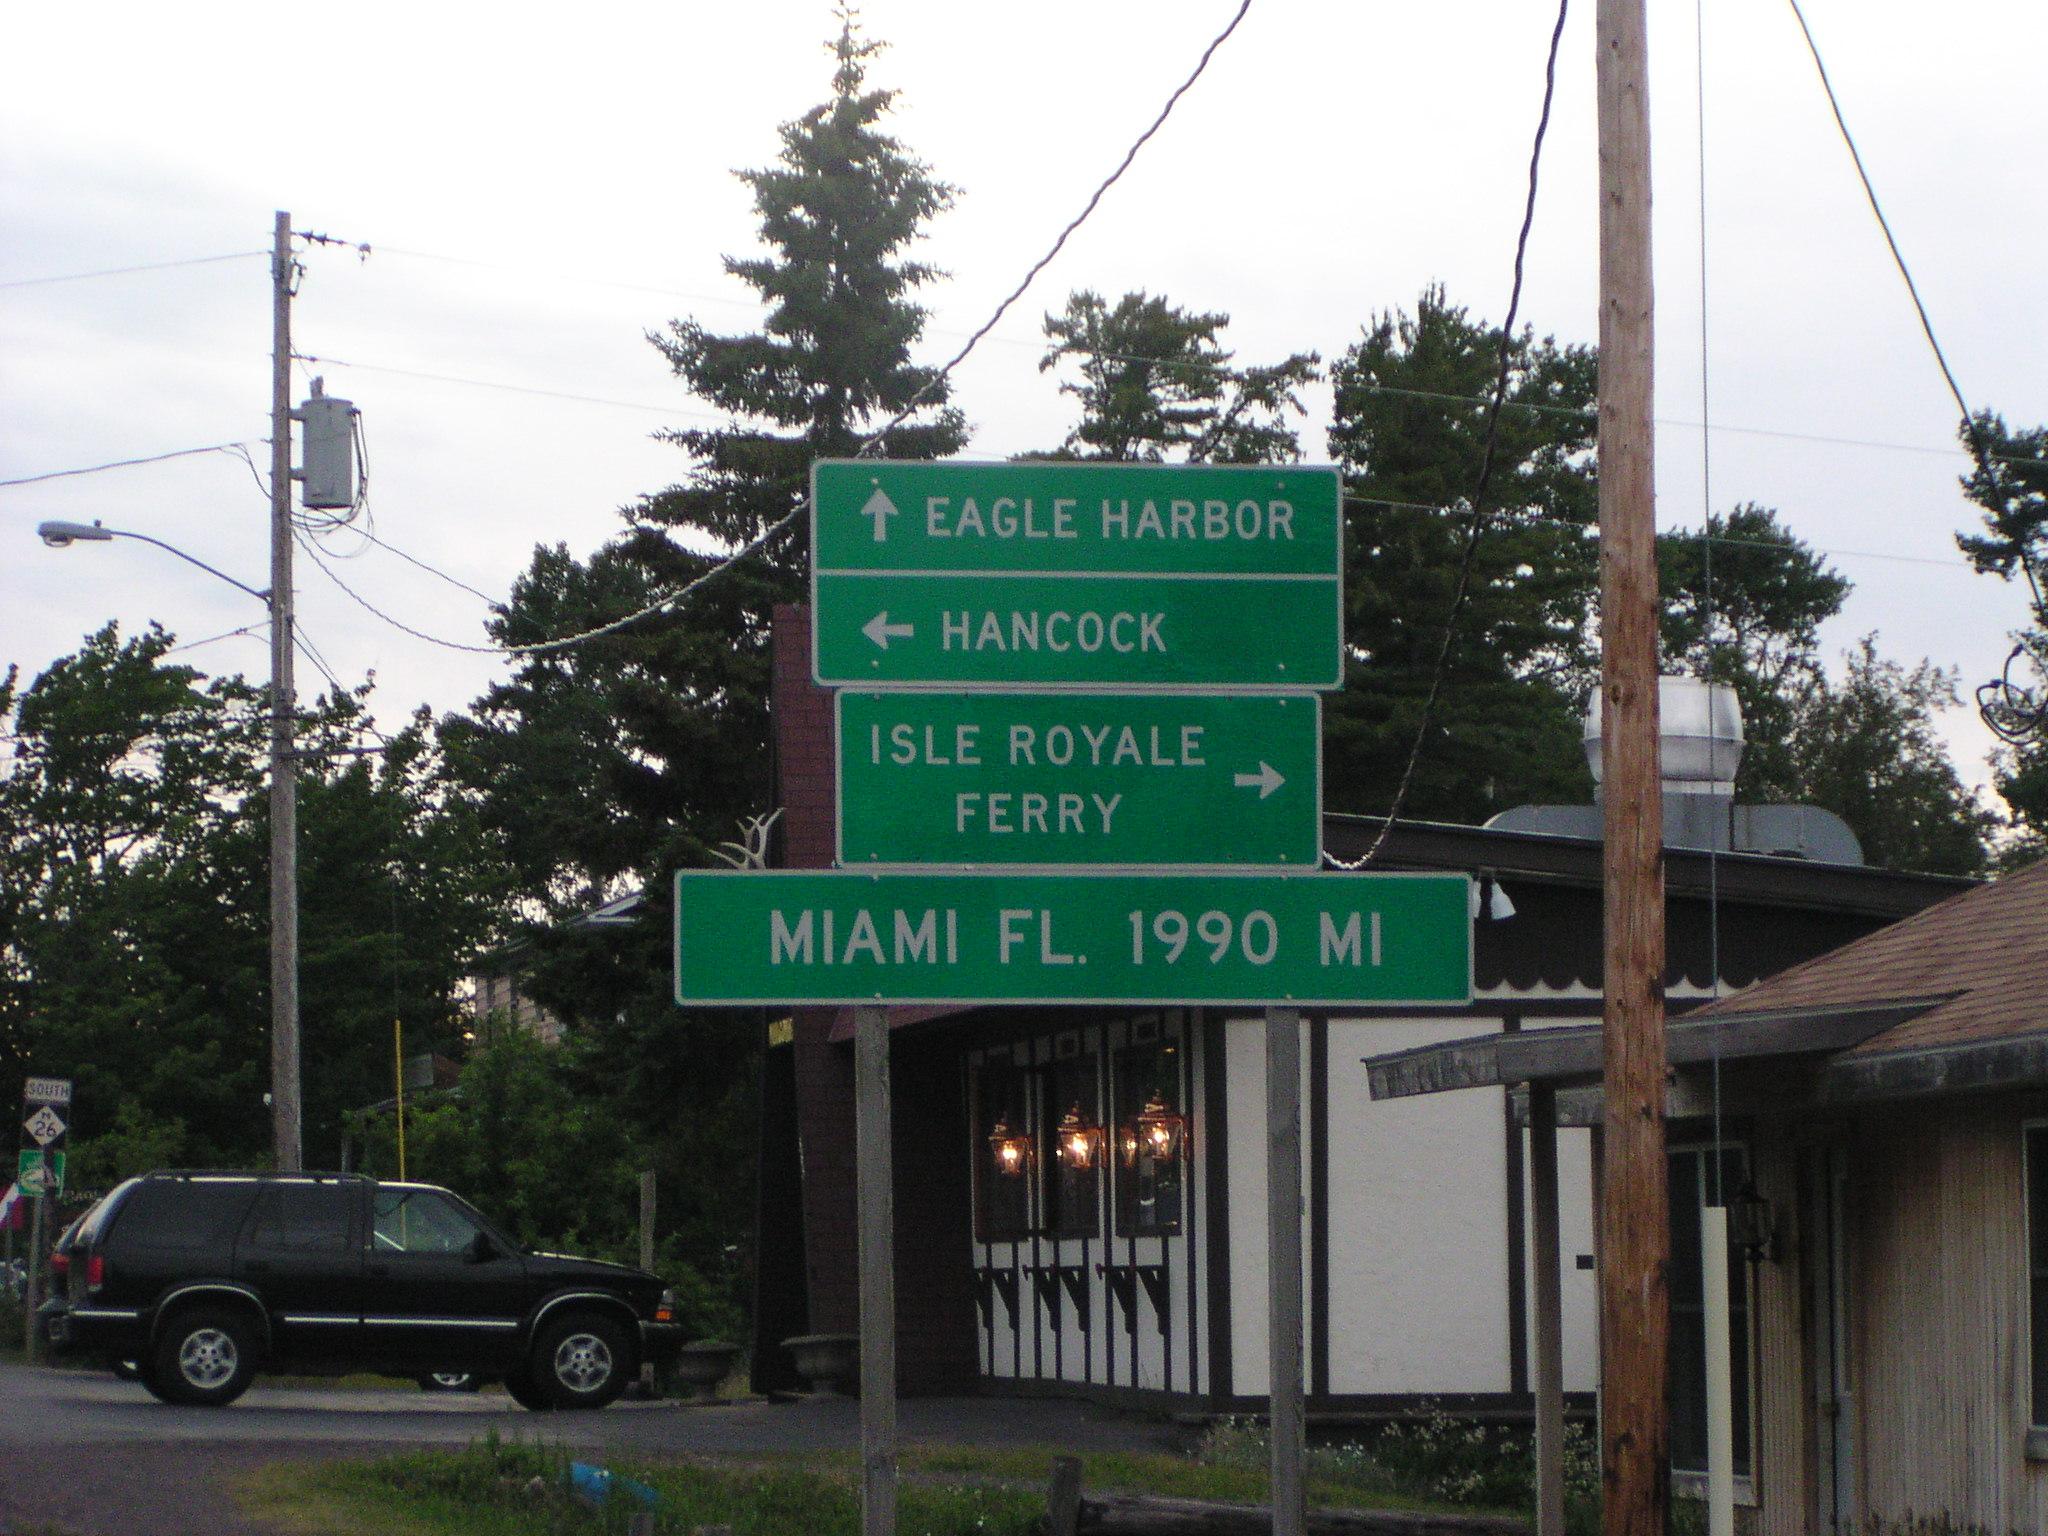 EAGLE HARBOR
HANCOCK
ISLE ROYALE
FERRY
MIAMI FL. 1990 MI
SOUTH
M
26